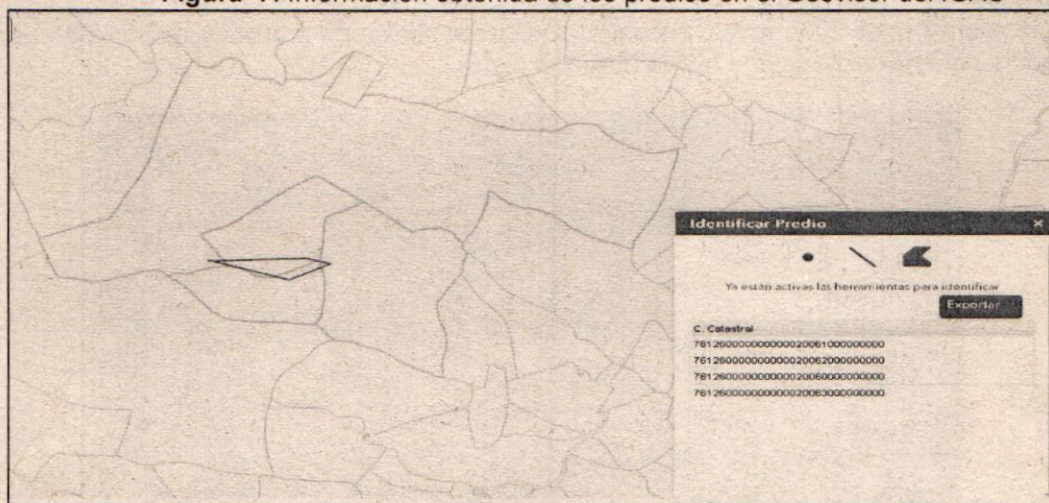 Figura Información obtenida de los predios en el Geovisor del IGAC
Identificar Predio ×
Ya están activas las herramientas para identificar
Exportar
C. Catastral
761260000000000020061000000000
761260000000000020062000000000
761260000000000020060000000000
761260000000000020063000000000